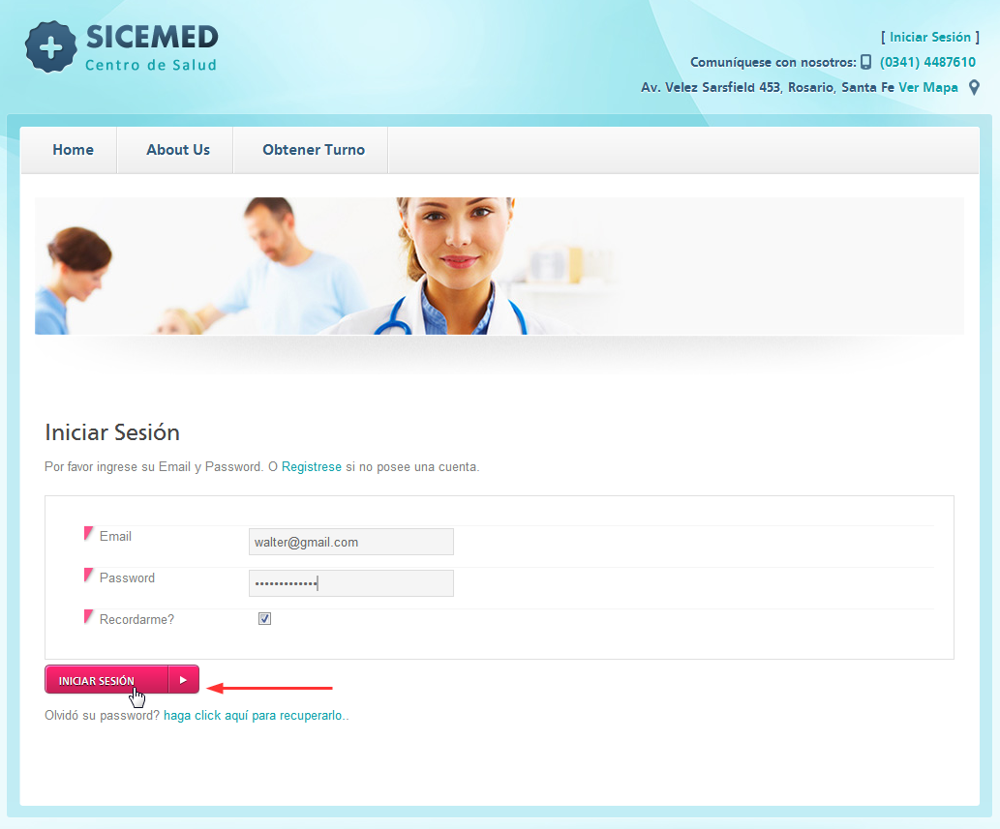 SICEMED
Centro de Salud
[ Iniciar Sesión ]
Comuníquese con nosotros: (0341) 4487610
Av. Velez Sarsfield 453, Rosario, Santa Fe Ver Mapa
Home About Us Obtener Turno
Iniciar Sesión
Por favor ingrese su Email y Password. O Registrese si no posee una cuenta.
Email walter@gmail.com
Password •••••••••••••
Recordarme?
INICIAR SESIÓN
Olvidó su password? haga click aquí para recuperarlo..